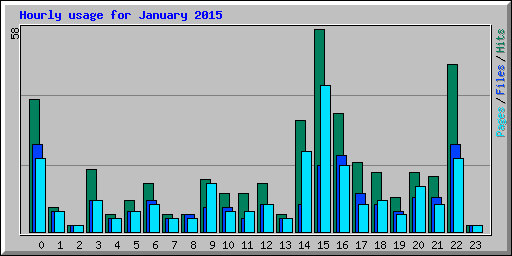 Hourly usage for January 2015
58
Pages/Files/Hits
0 1 2 3 4 5 6 7 8 9 10 11 12 13 14 15 16 17 18 19 20 21 22 23